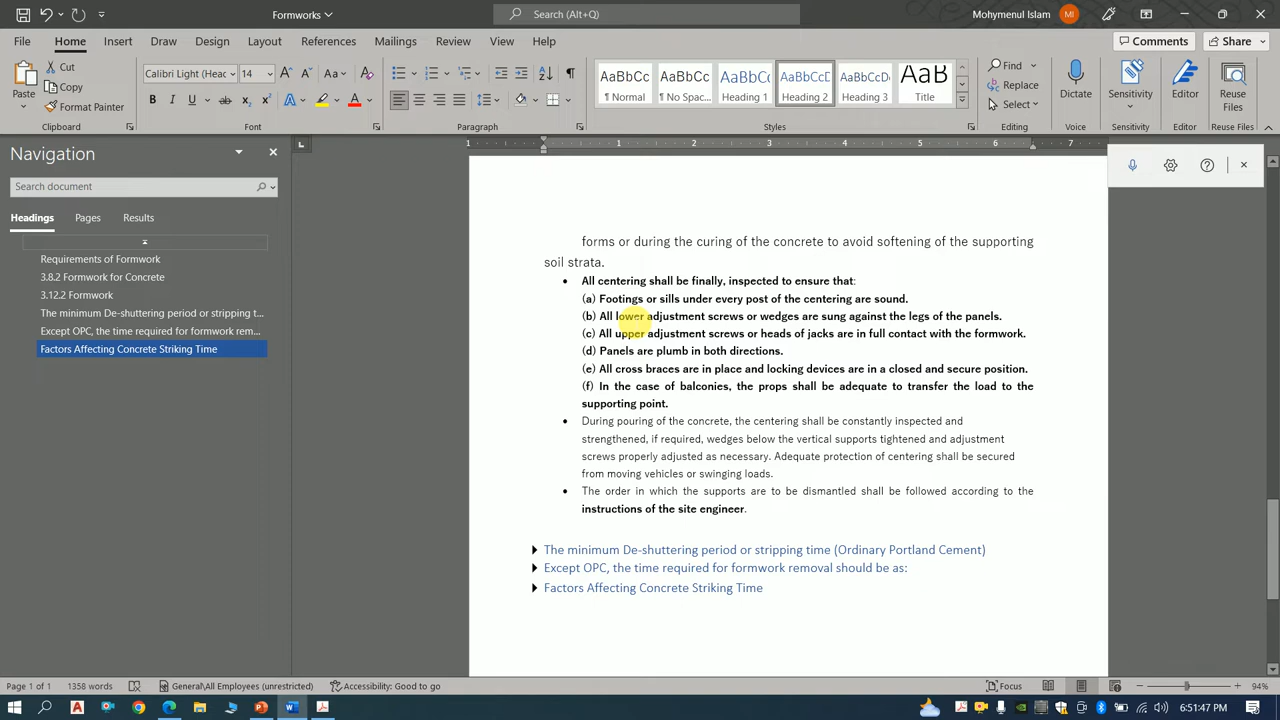 Formworks
Search (Alt+Q)
Mohymenul Islam
MI
File
Home
Insert
Draw
Design
Layout
References
Mailings
Review
View
Help
Comments
Share
Paste
Cut
Copy
Format Painter
Clipboard
Calibri Light (Heac
14
Font
Paragraph
AaBbCc
¶ Normal
AaBbCc
¶ No Spac...
AaBbCc
Heading 1
AaBbCcD
Heading 2
AaBbCcDc
Heading 3
AaB
Title
Styles
Find
Replace
Select
Editing
Dictate
Voice
Sensitivity
Sensitivity
Editor
Editor
Reuse
Files
Reuse Files
Navigation
Search document
Headings
Pages
Results
Requirements of Formwork
3.8.2 Formwork for Concrete
3.12.2 Formwork
The minimum De-shuttering period or stripping t...
Except OPC, the time required for formwork rem...
Factors Affecting Concrete Striking Time
1 1 2 3 4 5 6 7
forms or during the curing of the concrete to avoid softening of the supporting
soil strata.
• All centering shall be finally, inspected to ensure that:
(a) Footings or sills under every post of the centering are sound.
(b) All lower adjustment screws or wedges are sung against the legs of the panels.
(c) All upper adjustment screws or heads of jacks are in full contact with the formwork.
(d) Panels are plumb in both directions.
(e) All cross braces are in place and locking devices are in a closed and secure position.
(f) In the case of balconies, the props shall be adequate to transfer the load to the
supporting point.
• During pouring of the concrete, the centering shall be constantly inspected and
strengthened, if required, wedges below the vertical supports tightened and adjustment
screws properly adjusted as necessary. Adequate protection of centering shall be secured
from moving vehicles or swinging loads.
• The order in which the supports are to be dismantled shall be followed according to the
instructions of the site engineer.
The minimum De-shuttering period or stripping time (Ordinary Portland Cement)
Except OPC, the time required for formwork removal should be as:
Factors Affecting Concrete Striking Time
Page 1 of 1
1358 words
General\All Employees (unrestricted)
Accessibility: Good to go
Focus
94%
6:51:47 PM